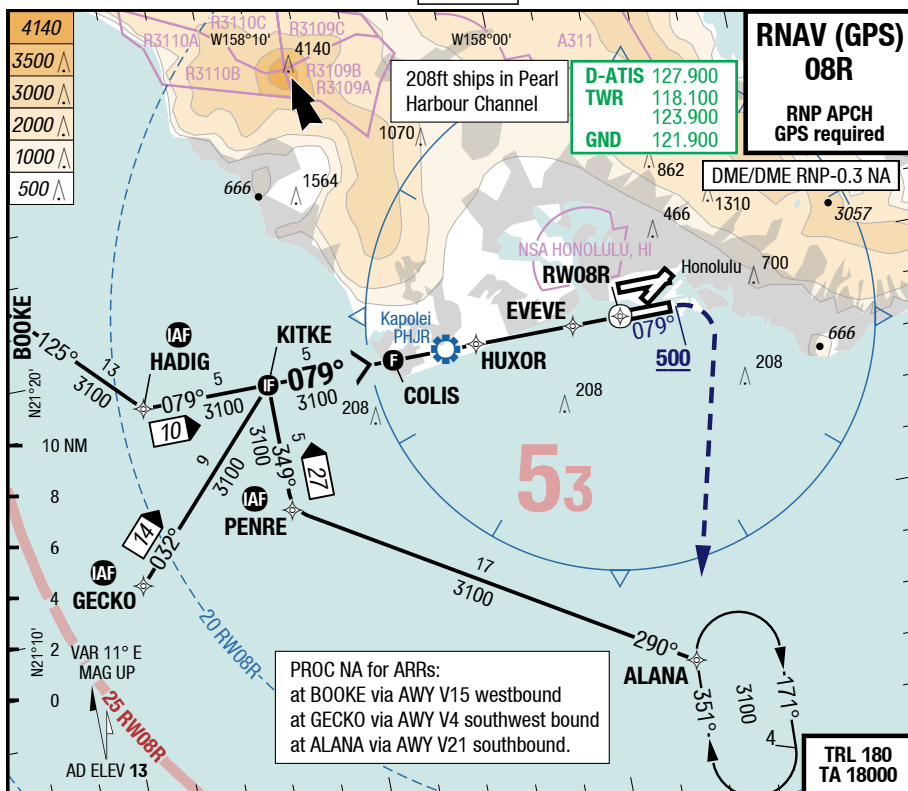 4140
3500
3000
2000
1000
500
R3110C
R3109C
R3110A
W158°10'
4140
W158°00'
A311
R3110B
R3109B
R3109A
RNAV (GPS)
08R
RNP APCH
GPS required
208ft ships in Pearl
Harbour Channel
D-ATIS 127.900
TWR 118.100
123.900
GND 121.900
DME/DME RNP-0.3 NA
1070
862
1564
666
1310
3057
466
NSA HONOLULU, HI
RW08R
Honolulu
700
EVEVE
Kapolei
PHJR
HUXOR
079°
500
666
BOOKE
125°
13
3100
IAF
HADIG
KITKE
5
079°
3100
IF
5
079°
3100
F
COLIS
208
208
208
N21°20'
10
10 NM
8
6
4
2
0
9
3100
14
032°
IAF
GECKO
5
3100
349°
27
IAF
PENRE
53
17
3100
290°
ALANA
351°
3100
171°
4
N21°10'
VAR 11° E
MAG UP
20 RW08R
25 RW08R
AD ELEV 13
PROC NA for ARRs:
at BOOKE via AWY V15 westbound
at GECKO via AWY V4 southwest bound
at ALANA via AWY V21 southbound.
TRL 180
TA 18000